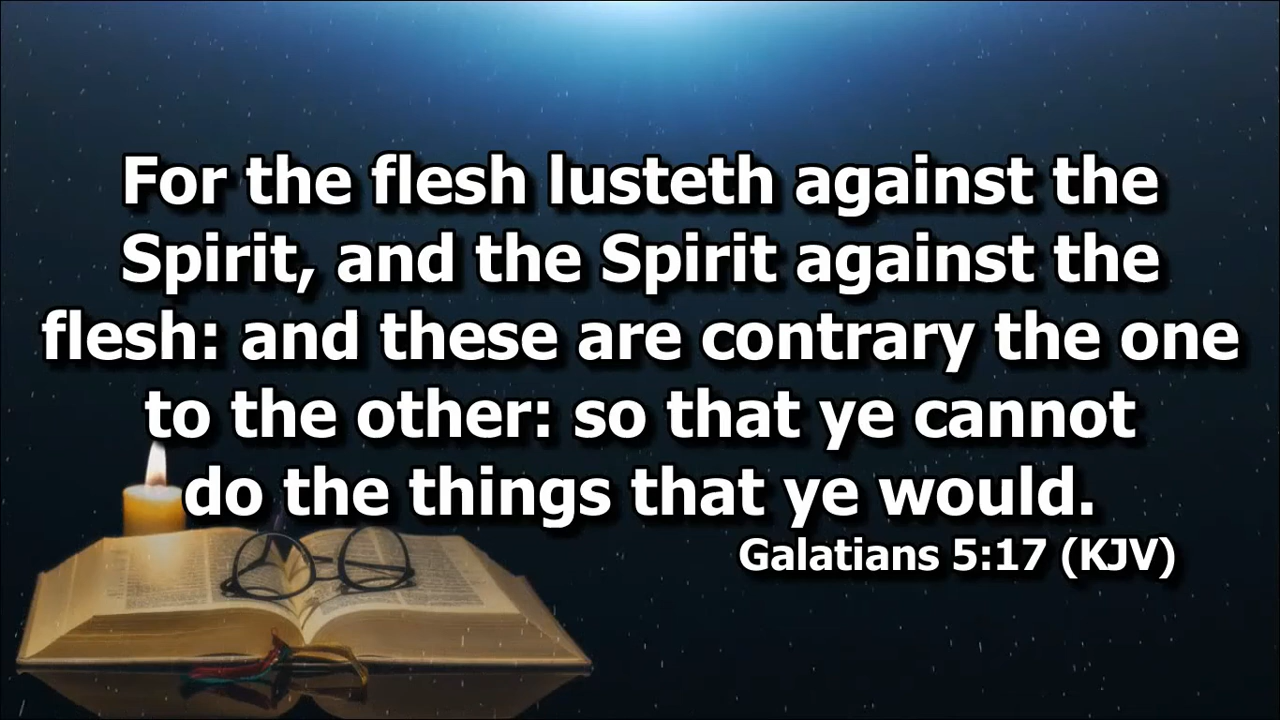 For the flesh lusteth against the
Spirit, and the Spirit against the
flesh: and these are contrary the one
to the other: so that ye cannot
do the things that ye would.
Galatians 5:17 (KJV)